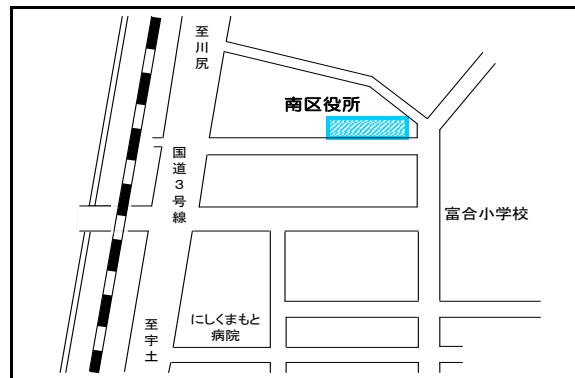 至川尻
南区役所
国道3号線
富合小学校
にしくまもと
病院
至宇土